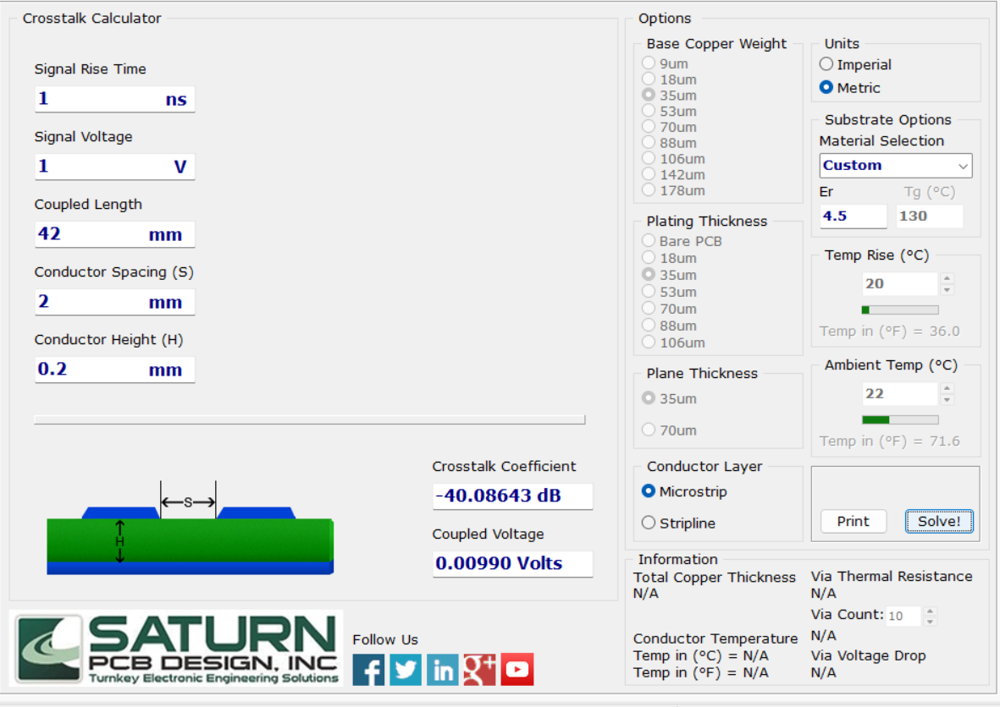 Crosstalk Calculator
Signal Rise Time
1 ns
Signal Voltage
1 V
Coupled Length
42 mm
Conductor Spacing (S)
2 mm
Conductor Height (H)
0.2 mm
S
H
Crosstalk Coefficient
-40.08643 dB
Coupled Voltage
0.00990 Volts
SATURN
PCB DESIGN, INC
Turnkey Electronic Engineering Solutions
Follow Us
f
in
g+
Options
Base Copper Weight
9um
18um
35um
53um
70um
88um
106um
142um
178um
Plating Thickness
Bare PCB
18um
35um
53um
70um
88um
106um
Plane Thickness
35um
70um
Conductor Layer
Microstrip
Stripline
Units
Imperial
Metric
Substrate Options
Material Selection
Custom
Er Tg (°C)
4.5 130
Temp Rise (°C)
20
Temp in (°F) = 36.0
Ambient Temp (°C)
22
Temp in (°F) = 71.6
Print Solve!
Information
Total Copper Thickness
N/A
Conductor Temperature
Temp in (°C) = N/A
Temp in (°F) = N/A
Via Thermal Resistance
N/A
Via Count: 10
N/A
Via Voltage Drop
N/A